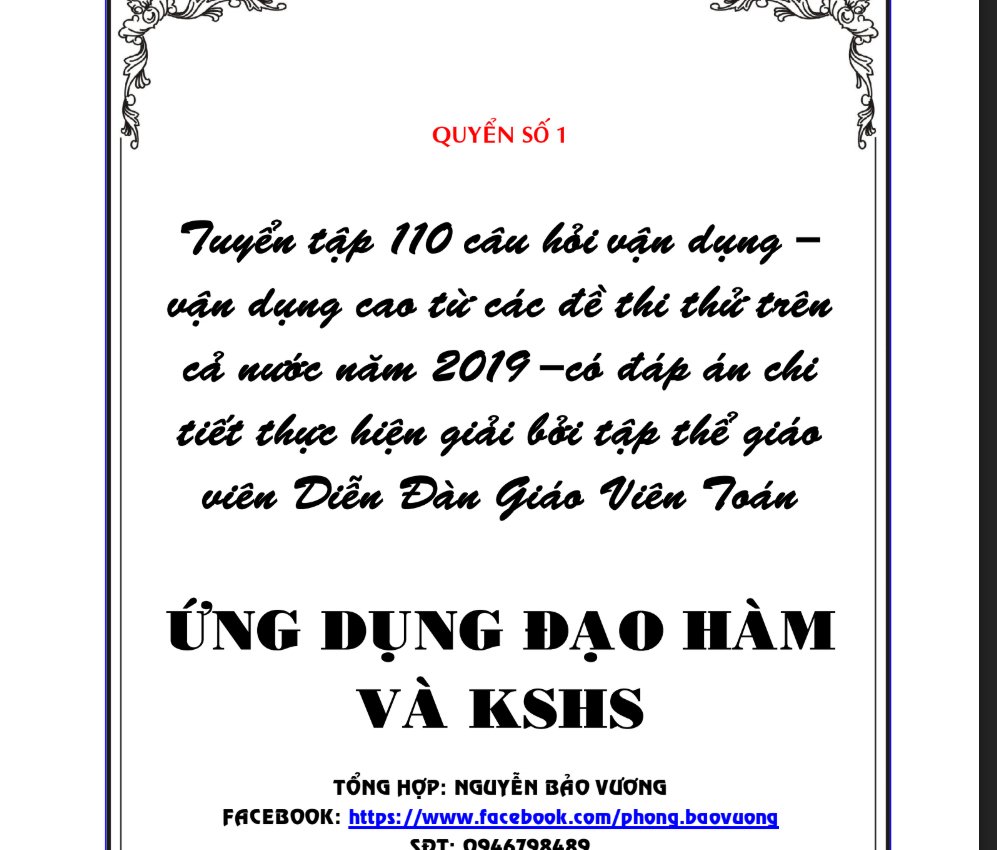 QUYỂN SỐ 1
Tuyển tập 110 câu hỏi vận dụng –
vận dụng cao từ các đề thi thử trên
cả nước năm 2019 –có đáp án chi
tiết thực hiện giải bởi tập thể giáo
viên Diễn Đàn Giáo Viên Toán
ỨNG DỤNG ĐẠO HÀM
VÀ KSHS
TỔNG HỢP: NGUYỄN BẢO VƯƠNG
FACEBOOK: https://www.facebook.com/phong.baovuong
SĐT: 0946798489